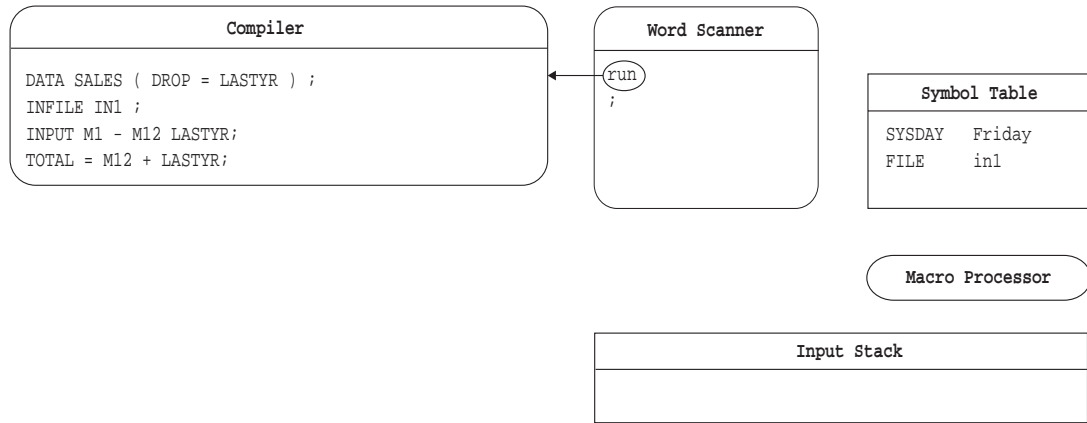 Compiler
DATA SALES ( DROP = LASTYR ) ;
INFILE IN1 ;
INPUT M1 - M12 LASTYR;
TOTAL = M12 + LASTYR;
Word Scanner
run
;
Symbol Table
SYSDAY Friday
FILE in1
Macro Processor
Input Stack